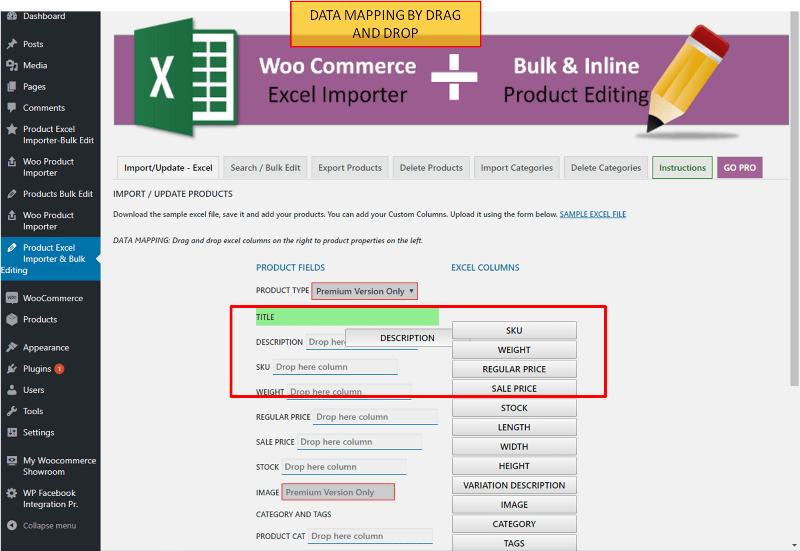 DATA MAPPING BY DRAG
AND DROP
Dashboard
Posts
Media
Pages
Comments
Product Excel
Importer-Bulk Edit
Woo Product
Importer
Products Bulk Edit
Woo Product
Importer
Product Excel
Importer & Bulk
Editing
WooCommerce
Products
Appearance
Plugins 1
Users
Tools
Settings
My Woocommerce
Showroom
WP Facebook
Integration Pr.
Collapse menu
X
Woo Commerce
Excel Importer
Bulk & Inline
Product Editing
Import/Update - Excel
Search / Bulk Edit
Export Products
Delete Products
Import Categories
Delete Categories
Instructions
GO PRO
IMPORT / UPDATE PRODUCTS
Download the sample excel file, save it and add your products. You can add your Custom Columns. Upload it using the form below. SAMPLE EXCEL FILE
DATA MAPPING: Drag and drop excel columns on the right to product properties on the left.
PRODUCT FIELDS
PRODUCT TYPE Premium Version Only
TITLE
DESCRIPTION Drop her
DESCRIPTION
SKU Drop here column
WEIGHT Drop here column
REGULAR PRICE Drop here column
SALE PRICE Drop here column
STOCK Drop here column
IMAGE Premium Version Only
CATEGORY AND TAGS
PRODUCT CAT Drop here column
EXCEL COLUMNS
SKU
WEIGHT
REGULAR PRICE
SALE PRICE
STOCK
LENGTH
WIDTH
HEIGHT
VARIATION DESCRIPTION
IMAGE
CATEGORY
TAGS